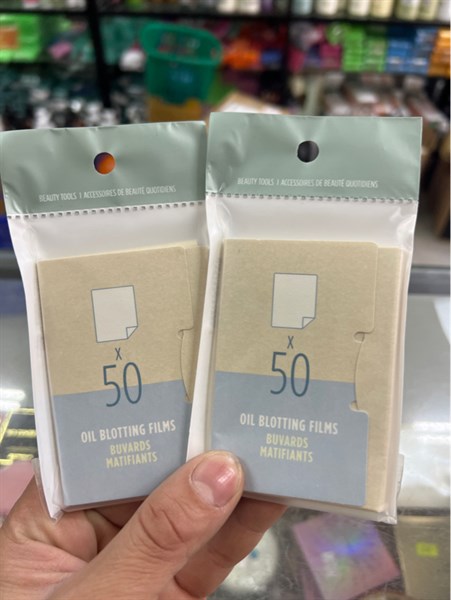 BEAUTY TOOLS | ACCESSOIRES DE BEAUTÉ QUOTIDIENS
X
50
OIL BLOTTING FILMS
BUVARDS
MATIFIANTS
BEAUTY TOOLS | ACCESSOIRES DE BEAUTÉ QUOTIDIENS
X
50
OIL BLOTTING FILMS
BUVARDS
MATIFIANTS